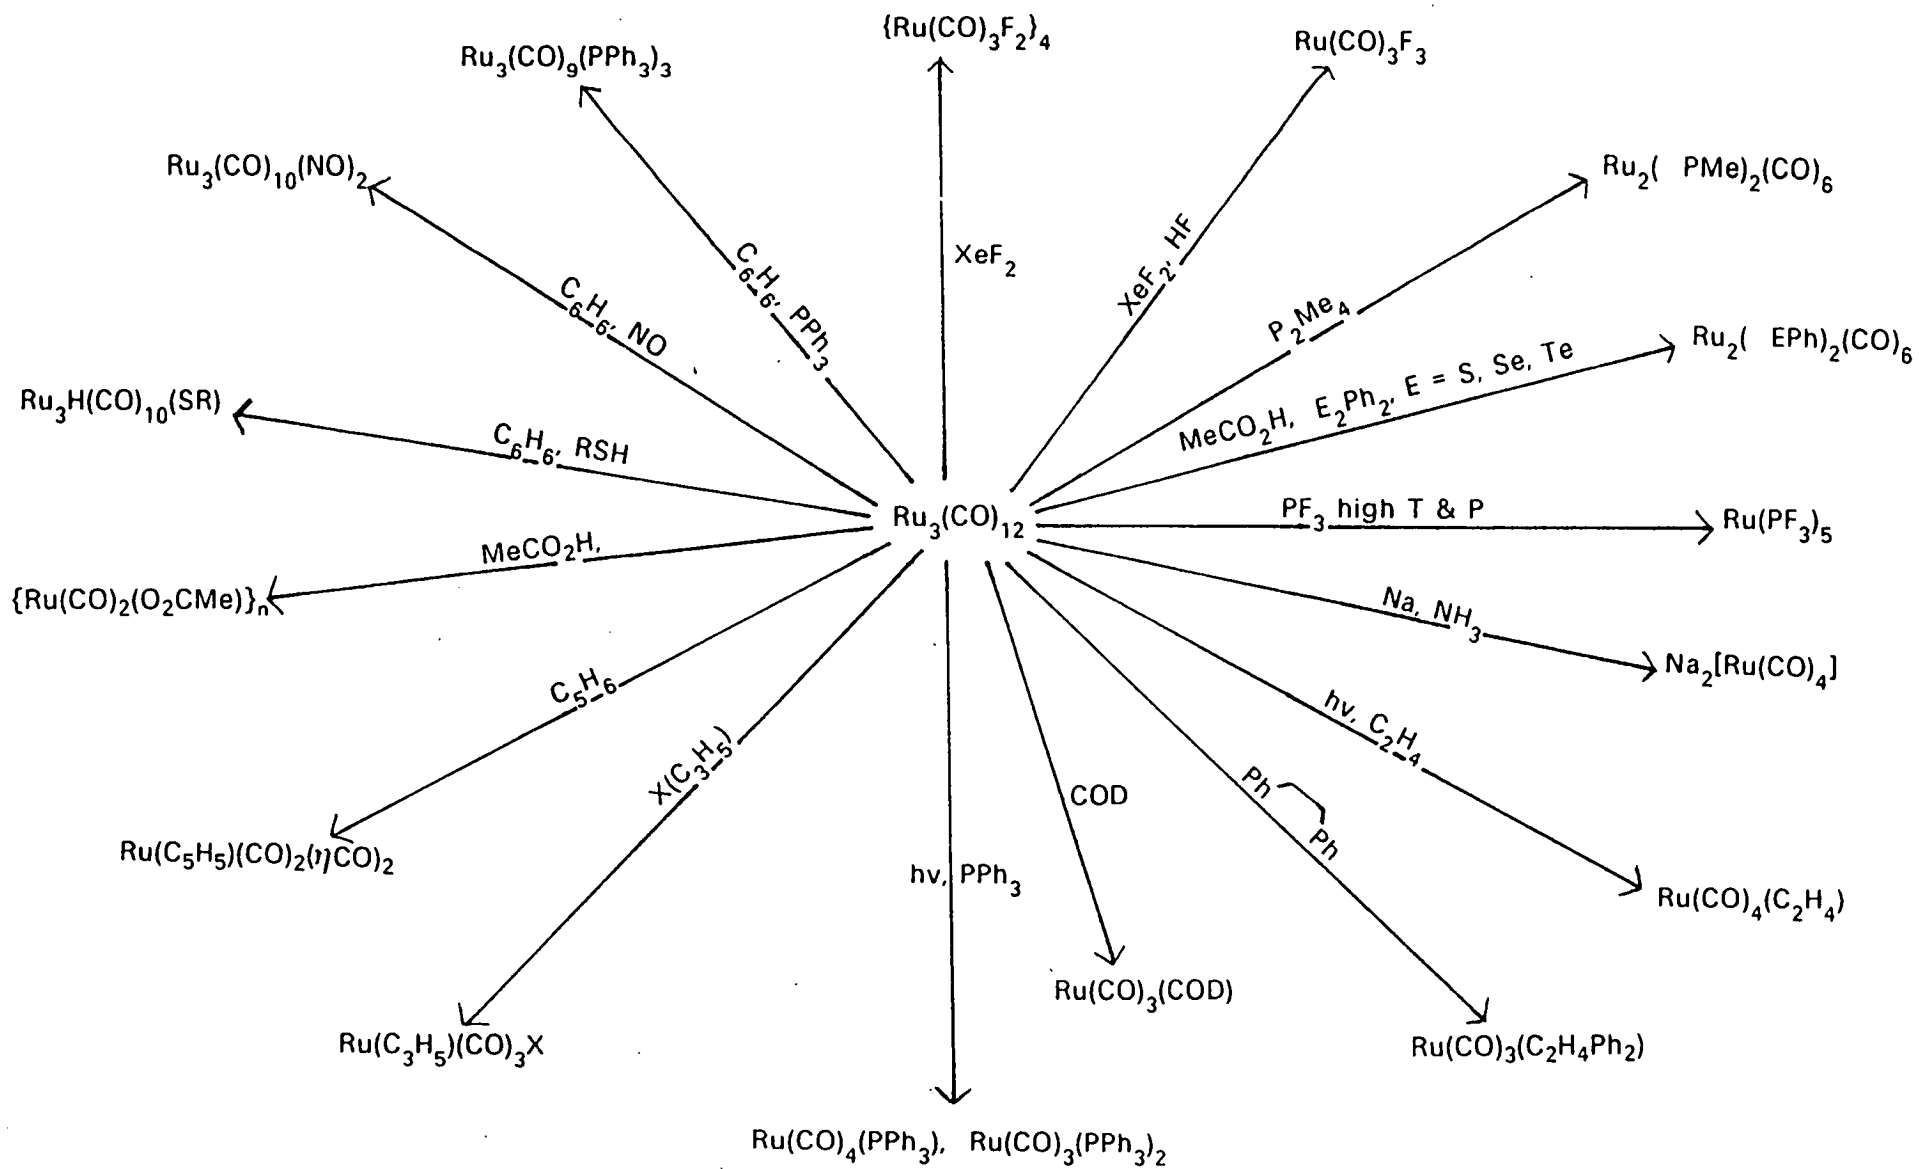 {Ru(CO)₃F₂}₄
Ru(CO)₃F₃
Ru₃(CO)₉(PPh₃)₃
Ru₃(CO)₁₀(NO)₂
Ru₂( PMe)₂(CO)₆
XeF₂
XeF₂, HF
C₆H₆, PPh₃
C₆H₆, NO
P₂Me₄
Ru₂( EPh)₂(CO)₆
MeCO₂H, E₂Ph₂, E = S, Se, Te
Ru₃H(CO)₁₀(SR)
C₆H₆, RSH
Ru₃(CO)₁₂
PF₃ high T & P
Ru(PF₃)₅
MeCO₂H,
{Ru(CO)₂(O₂CMe)}ₙ
Na, NH₃
Na₂[Ru(CO)₄]
C₅H₆
hν, C₂H₄
X(C₃H₅)
COD
Ph
Ph
Ru(C₅H₅)(CO)₂(ηCO)₂
hν, PPh₃
Ru(CO)₄(C₂H₄)
Ru(CO)₃(COD)
Ru(C₃H₅)(CO)₃X
Ru(CO)₃(C₂H₄Ph₂)
Ru(CO)₄(PPh₃), Ru(CO)₃(PPh₃)₂